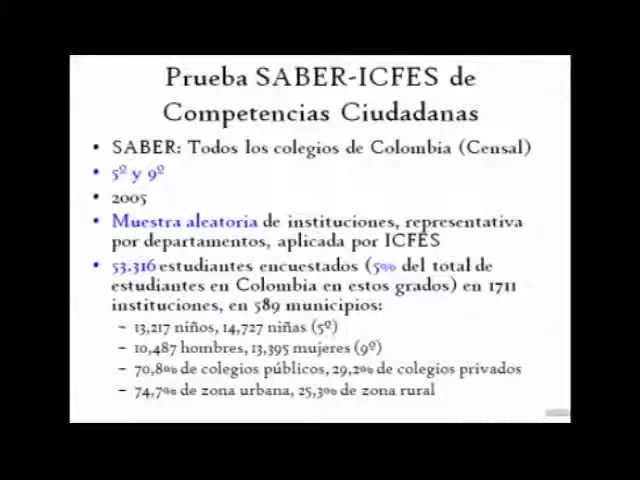 Prueba SABER-ICFES de
Competencias Ciudadanas
• SABER: Todos los colegios de Colombia (Censal)
• 5º y 9º
• 2005
• Muestra aleatoria de instituciones, representativa
por departamentos, aplicada por ICFES
• 53.316 estudiantes encuestados (5% del total de
estudiantes en Colombia en estos grados) en 1711
instituciones, en 589 municipios:
– 13,217 niños, 14,727 niñas (5º)
– 10,487 hombres, 13,395 mujeres (9º)
– 70,8% de colegios públicos, 29,2% de colegios privados
– 74,7% de zona urbana, 25,3% de zona rural